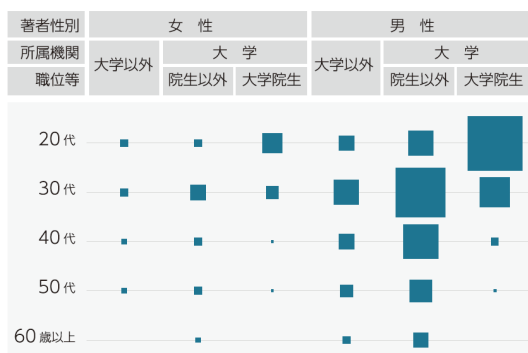 著者性別 女 性 男 性
所属機関 大学以外 大 学 大学以外 大 学
職位等 院生以外 大学院生 院生以外 大学院生
20代
30代
40代
50代
60歳以上